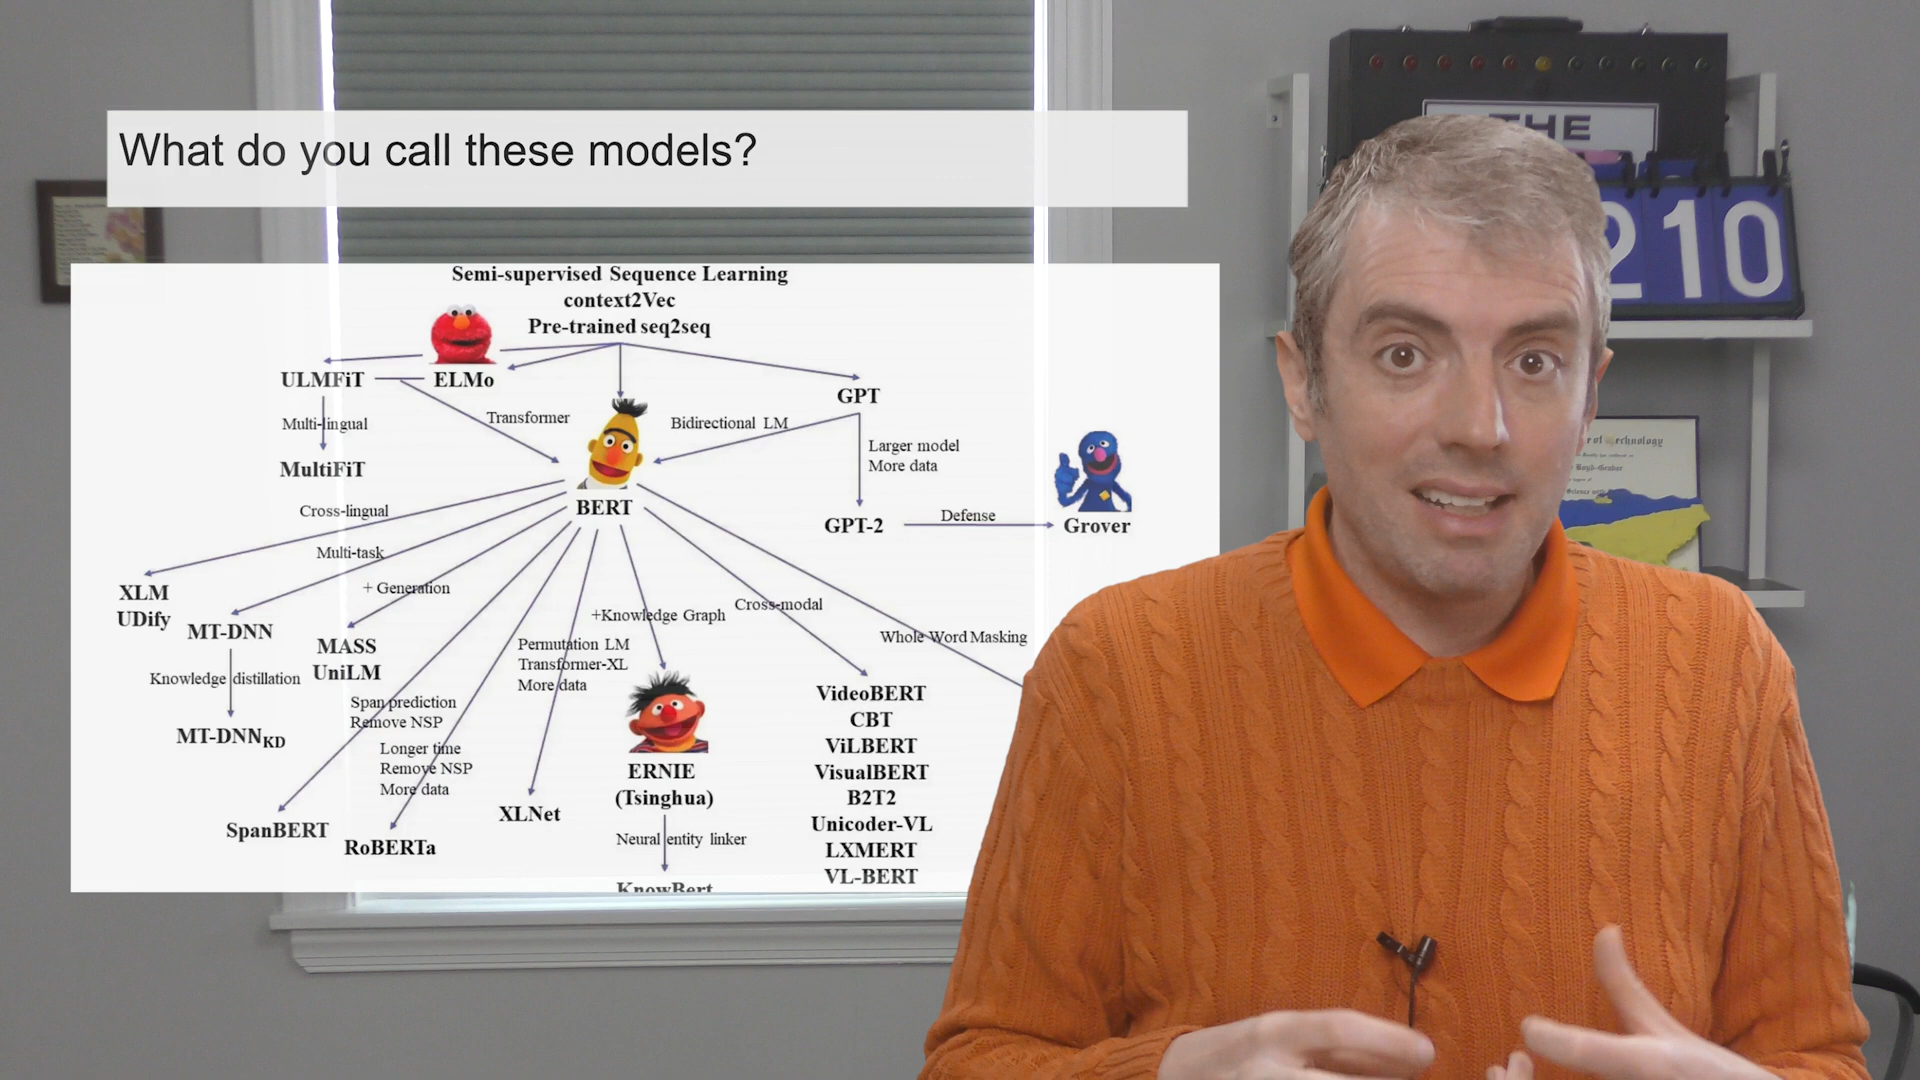 What do you call these models?
THE
210
Semi-supervised Sequence Learning
context2Vec
Pre-trained seq2seq
ULMFiT
ELMo
GPT
Multi-lingual
Transformer
Bidirectional LM
Larger model
More data
MultiFiT
BERT
Cross-lingual
GPT-2
Defense
Grover
Multi-task
+ Generation
XLM
UDify
MT-DNN
MASS
UniLM
+Knowledge Graph
Cross-modal
Whole Word Masking
Permutation LM
Transformer-XL
More data
Knowledge distillation
Span prediction
Remove NSP
MT-DNNKD
Longer time
Remove NSP
More data
VideoBERT
CBT
ViLBERT
VisualBERT
B2T2
Unicoder-VL
LXMERT
VL-BERT
ERNIE
(Tsinghua)
XLNet
SpanBERT
RoBERTa
Neural entity linker
KnowBert